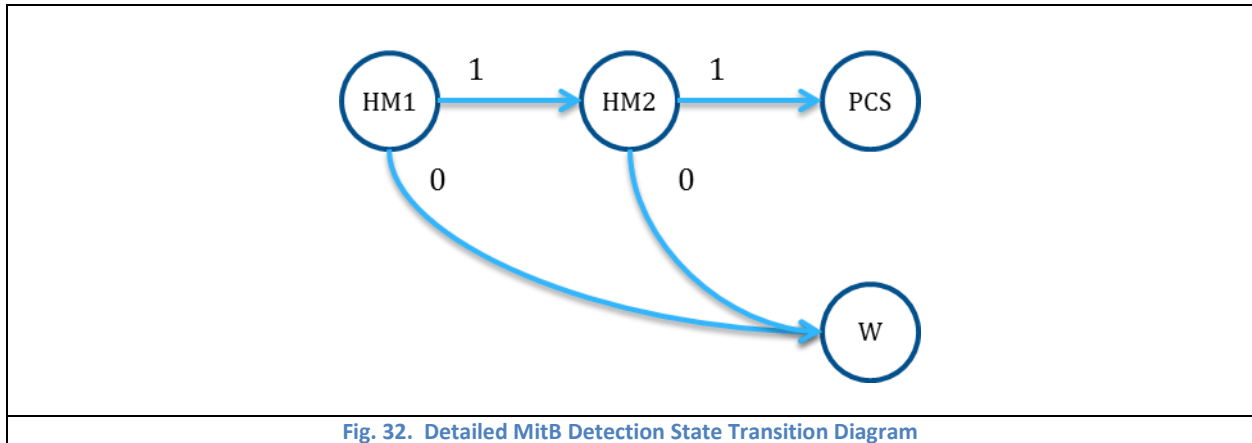 1
1
HM1
HM2
PCS
0
0
W
Fig. 32. Detailed MitB Detection State Transition Diagram